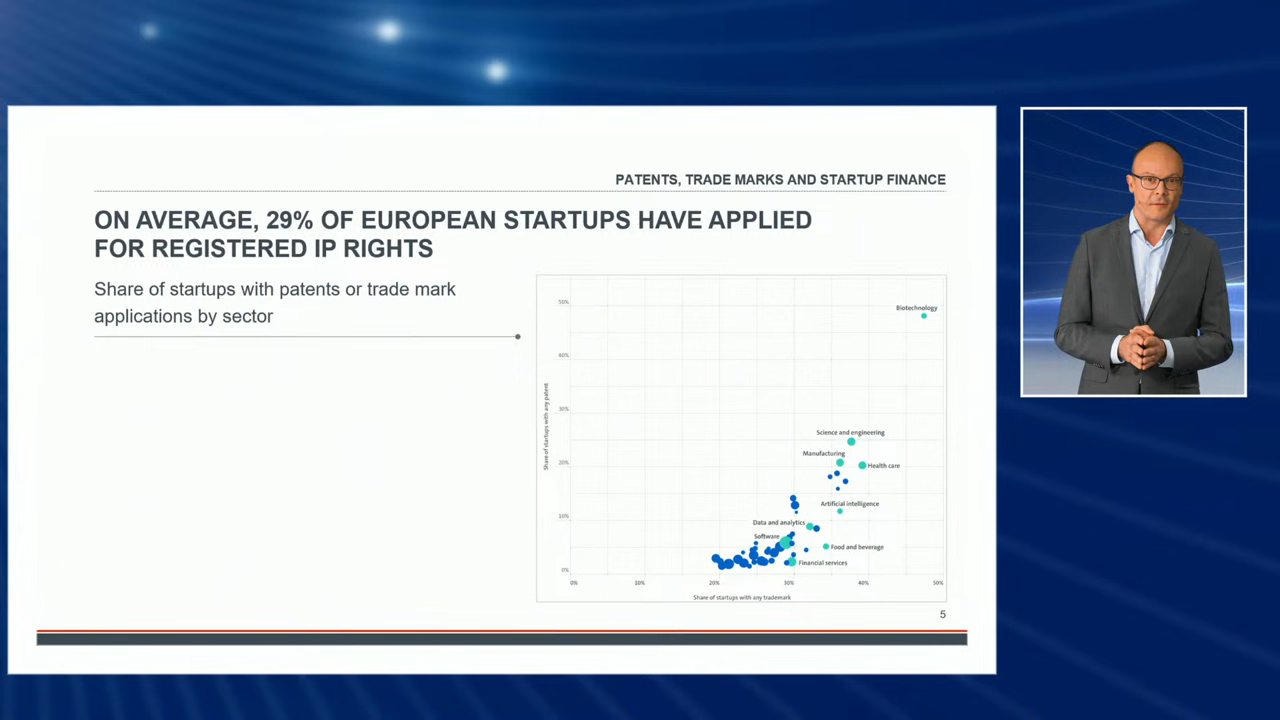 PATENTS, TRADE MARKS AND STARTUP FINANCE
ON AVERAGE, 29% OF EUROPEAN STARTUPS HAVE APPLIED
FOR REGISTERED IP RIGHTS
Share of startups with patents or trade mark
applications by sector
Share of startups with any patent
50%
40%
30%
20%
10%
0%
Biotechnology
Science and engineering
Manufacturing
Health care
Artificial intelligence
Data and analytics
Software
Food and beverage
Financial services
0%
10%
20%
30%
40%
50%
Share of startups with any trademark
5